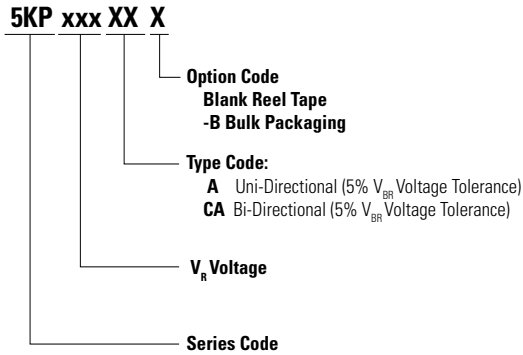 5KP xxx XX X
Option Code
Blank Reel Tape
-B Bulk Packaging
Type Code:
A Uni-Directional (5% VBR Voltage Tolerance)
CA Bi-Directional (5% VBR Voltage Tolerance)
VR Voltage
Series Code